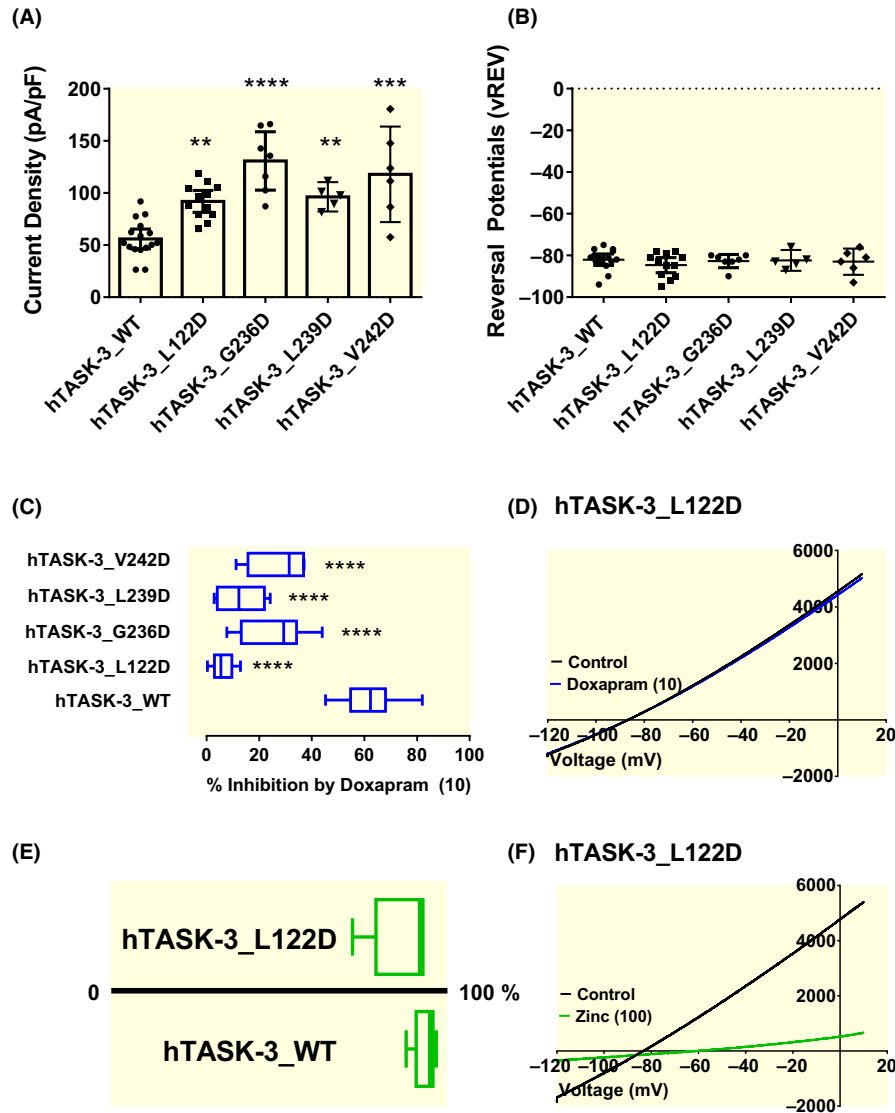 (A)
Current Density (pA/pF)
200
150
100
50
0
**
****
**
***
hTASK-3_WT
hTASK-3_L122D
hTASK-3_G236D
hTASK-3_L239D
hTASK-3_V242D
(B)
Reversal Potentials (vREV)
0
−20
−40
−60
−80
−100
hTASK-3_WT
hTASK-3_L122D
hTASK-3_G236D
hTASK-3_L239D
hTASK-3_V242D
(C)
hTASK-3_V242D
****
hTASK-3_L239D
****
hTASK-3_G236D
****
hTASK-3_L122D
****
hTASK-3_WT
0 20 40 60 80 100
% Inhibition by Doxapram (10)
(D) hTASK-3_L122D
6000
4000
2000
−2000
Control
Doxapram (10)
−120 −100 −80 −60 −40 −20 20
Voltage (mV)
(E)
hTASK-3_L122D
0 100 %
hTASK-3_WT
(F) hTASK-3_L122D
6000
4000
2000
−2000
Control
Zinc (100)
−120 −100 −80 −60 −40 −20 0 20
Voltage (mV)